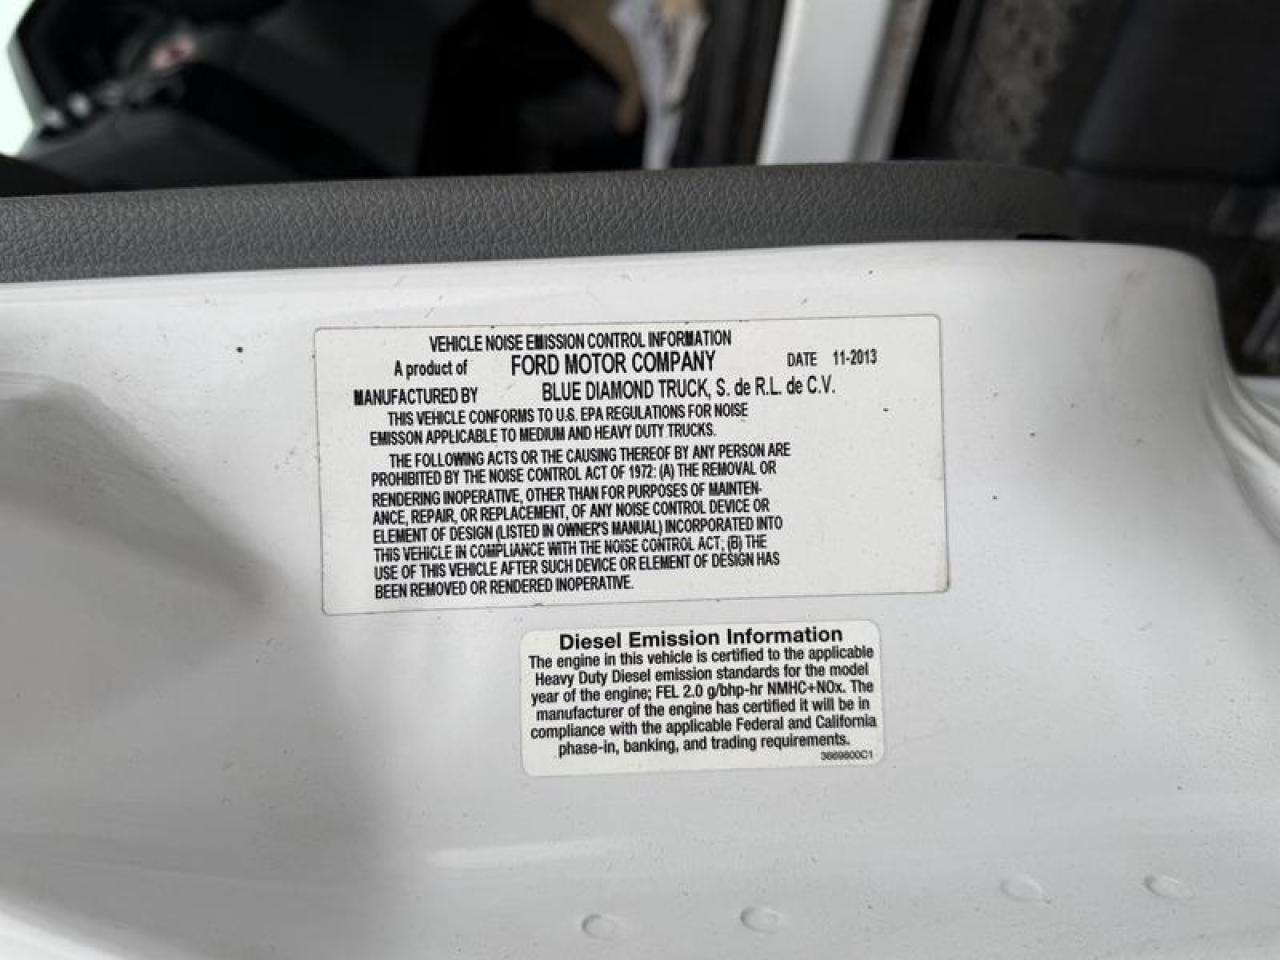 VEHICLE NOISE EMISSION CONTROL INFORMATION
A product of FORD MOTOR COMPANY DATE 11-2013
MANUFACTURED BY BLUE DIAMOND TRUCK, S. de R.L. de C.V.
THIS VEHICLE CONFORMS TO U.S. EPA REGULATIONS FOR NOISE
EMISSON APPLICABLE TO MEDIUM AND HEAVY DUTY TRUCKS.
THE FOLLOWING ACTS OR THE CAUSING THEREOF BY ANY PERSON ARE
PROHIBITED BY THE NOISE CONTROL ACT OF 1972: (A) THE REMOVAL OR
RENDERING INOPERATIVE, OTHER THAN FOR PURPOSES OF MAINTEN-
ANCE, REPAIR, OR REPLACEMENT, OF ANY NOISE CONTROL DEVICE OR
ELEMENT OF DESIGN (LISTED IN OWNER'S MANUAL) INCORPORATED INTO
THIS VEHICLE IN COMPLIANCE WITH THE NOISE CONTROL ACT; (B) THE
USE OF THIS VEHICLE AFTER SUCH DEVICE OR ELEMENT OF DESIGN HAS
BEEN REMOVED OR RENDERED INOPERATIVE.
Diesel Emission Information
The engine in this vehicle is certified to the applicable
Heavy Duty Diesel emission standards for the model
year of the engine; FEL 2.0 g/bhp-hr NMHC+NOx. The
manufacturer of the engine has certified it will be in
compliance with the applicable Federal and California
phase-in, banking, and trading requirements.
3669800C1